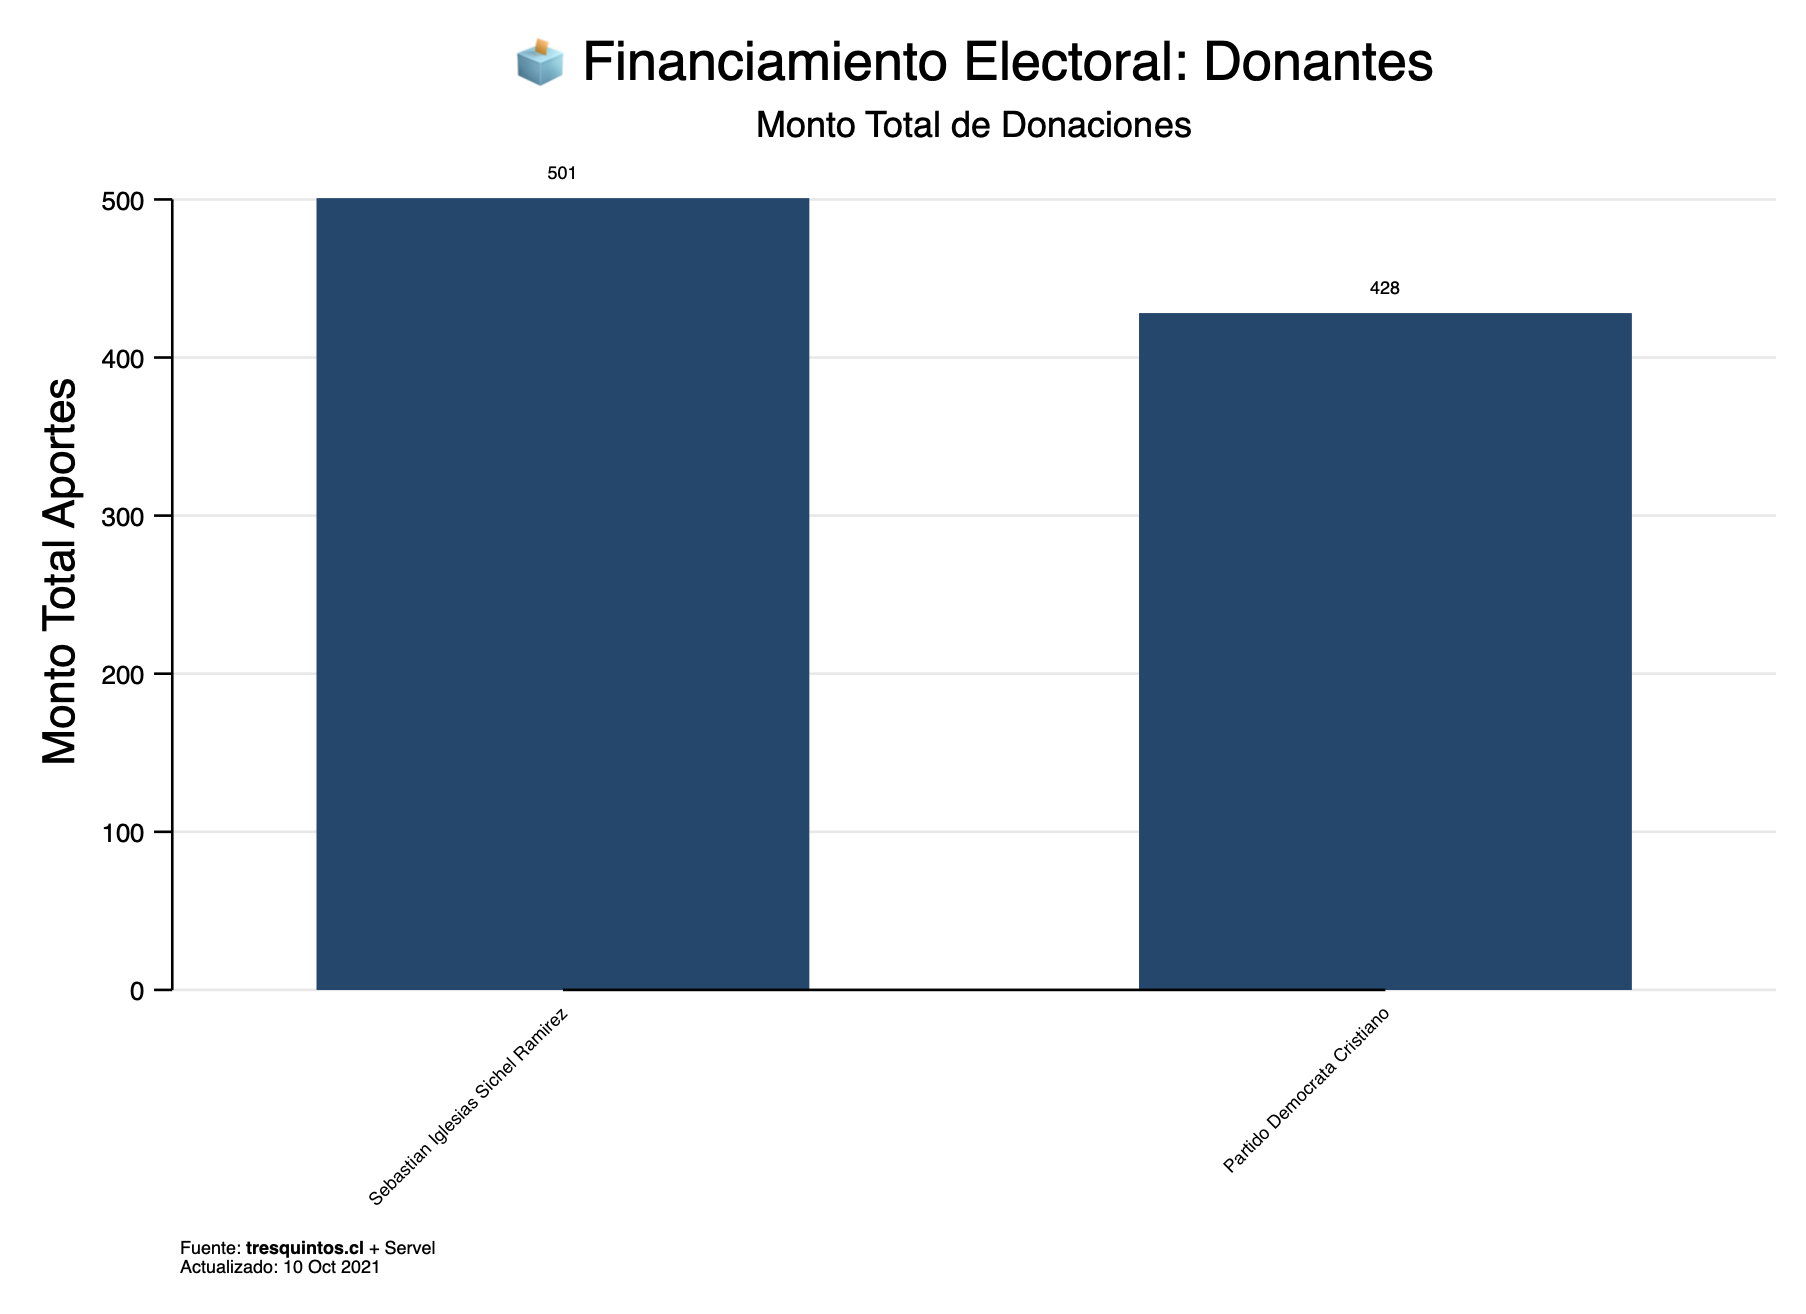 Financiamiento Electoral: Donantes
Monto Total de Donaciones
501
428
500
400
300
200
100
0
Monto Total Aportes
Sebastian Iglesias Sichel Ramirez
Partido Democrata Cristiano
Fuente: tresquintos.cl + Servel
Actualizado: 10 Oct 2021